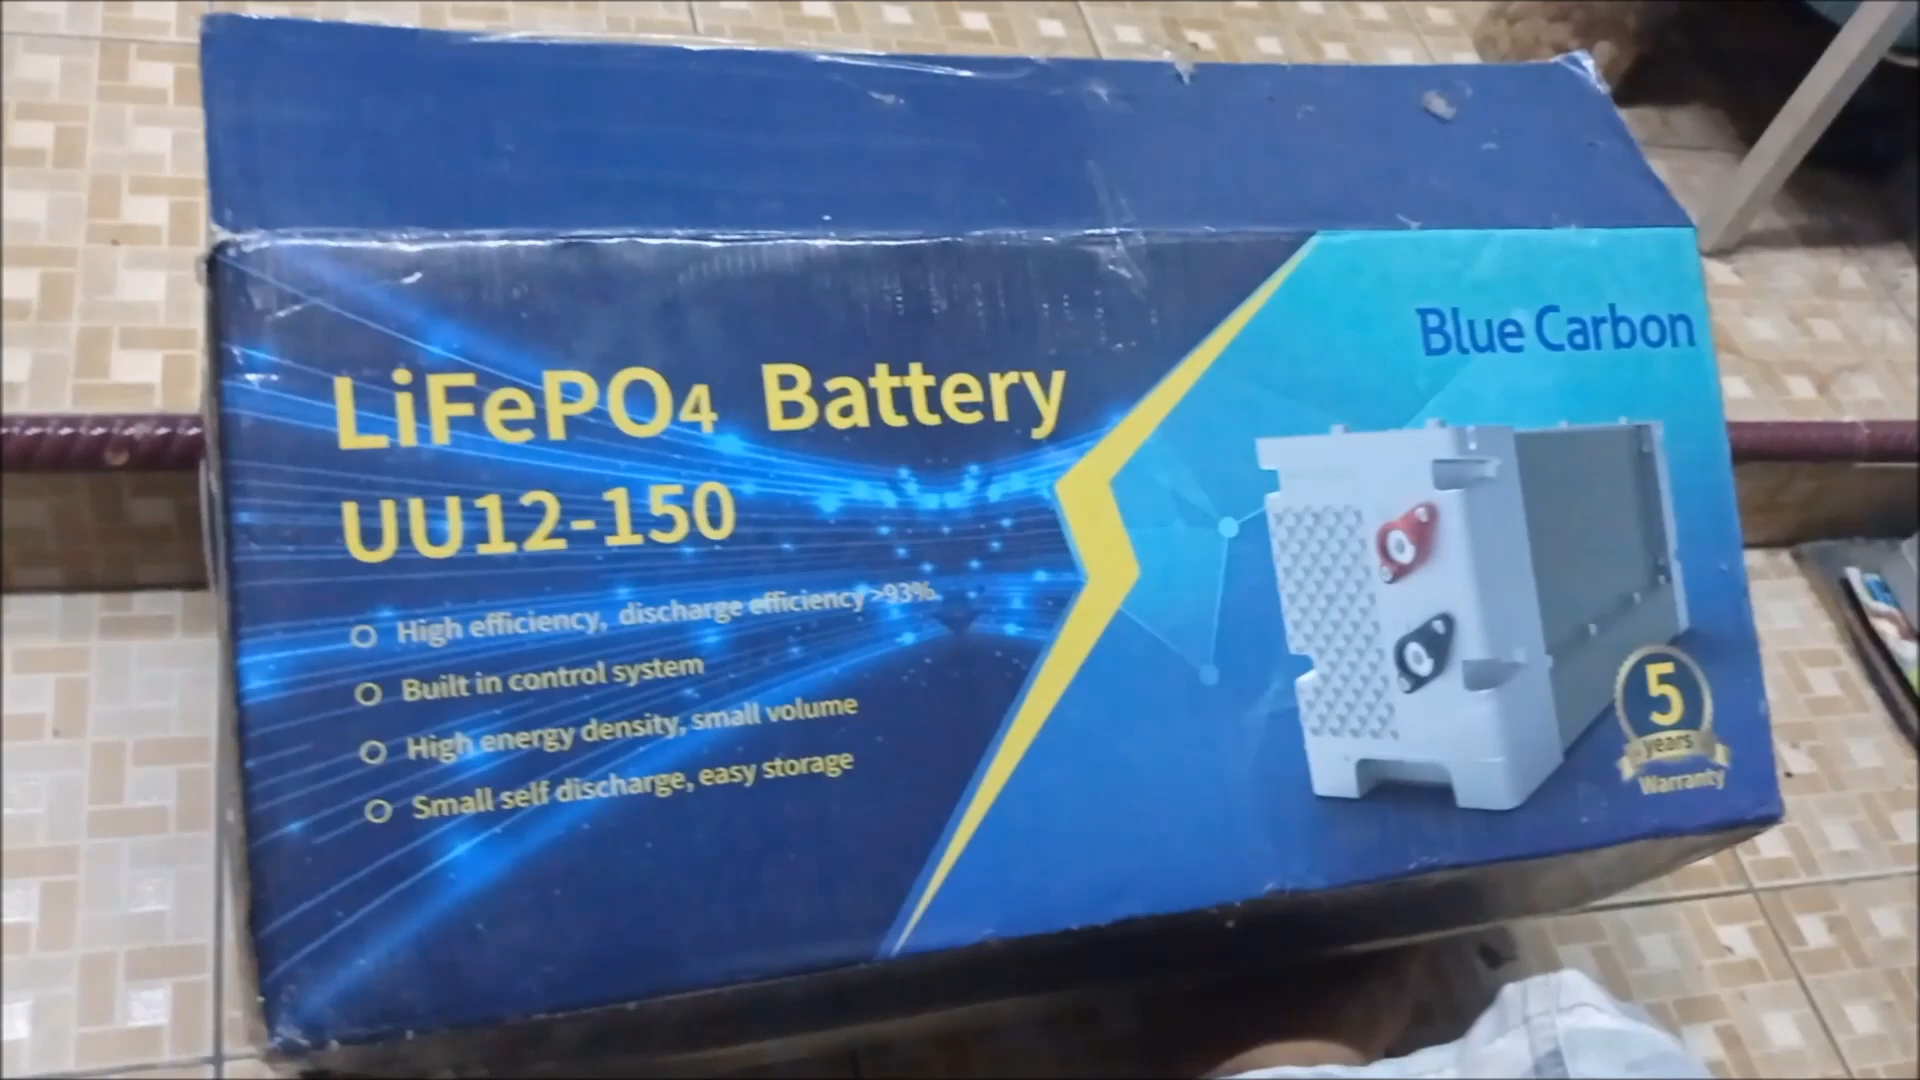 Blue Carbon
LiFePO4 Battery
UU12-150
High efficiency, discharge efficiency >93%
Built in control system
High energy density, small volume
Small self discharge, easy storage
5
years
Warranty